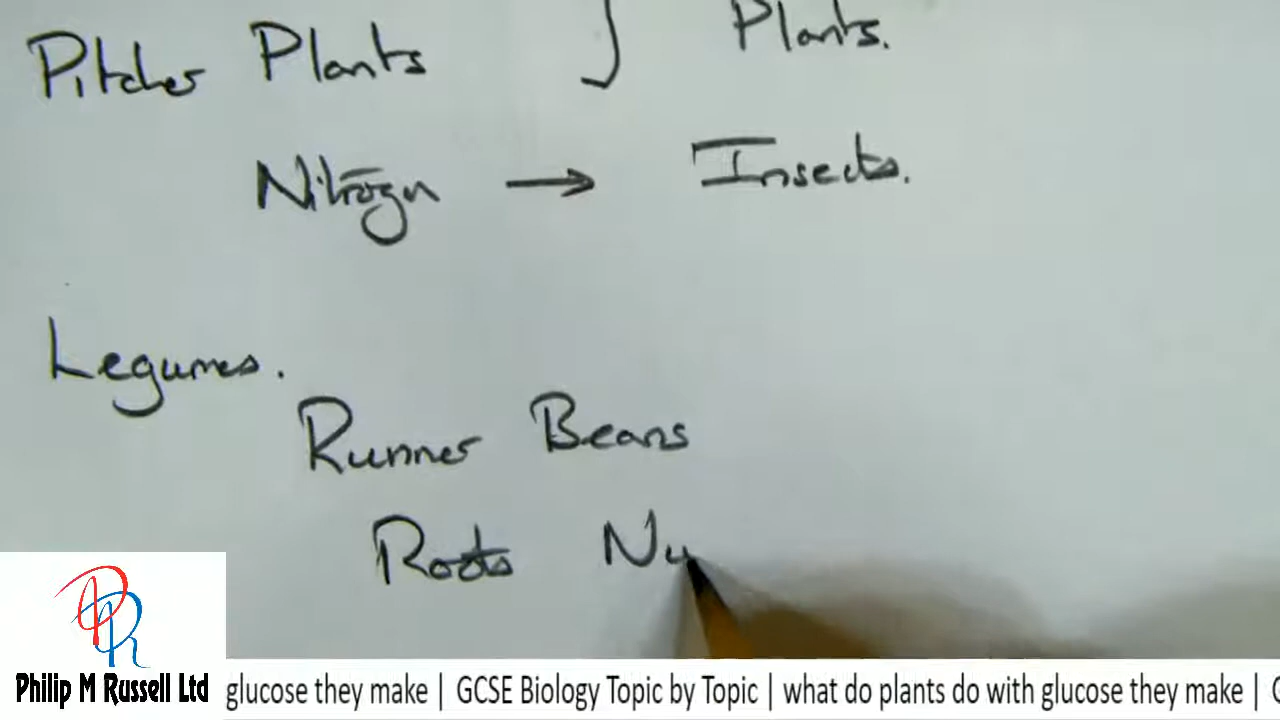 Pitcher Plants
Plants.
Nitrogen → Insects.
Legumes.
Runner Beans
Roots Nu
Philip M Russell Ltd
glucose they make | GCSE Biology Topic by Topic | what do plants do with glucose they make | G